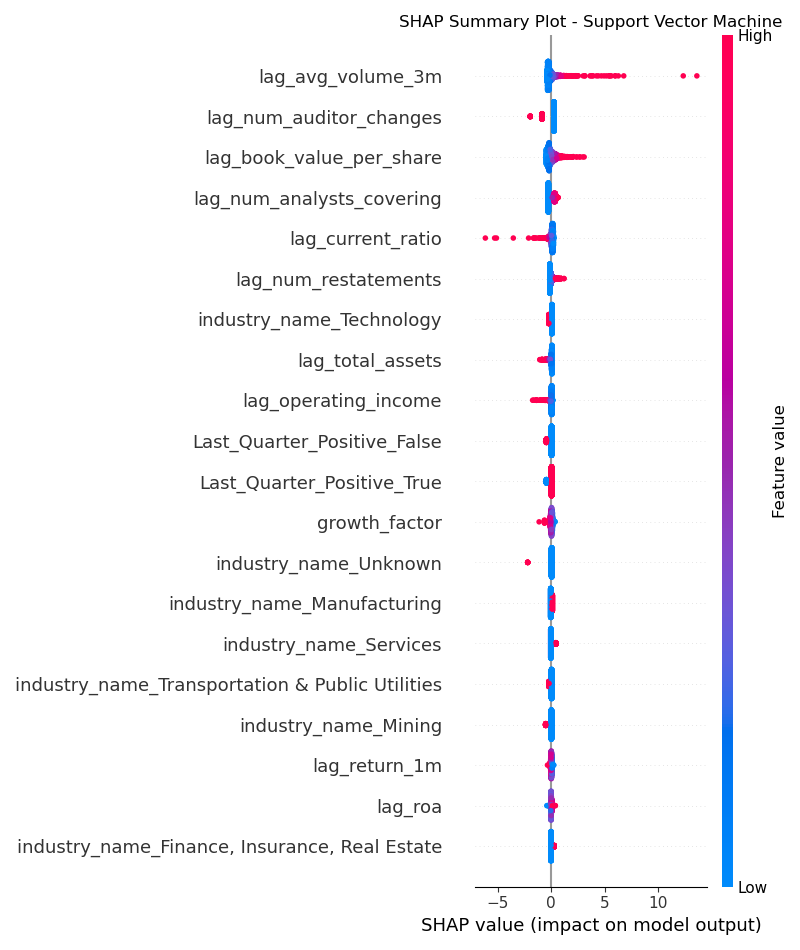 SHAP Summary Plot - Support Vector Machine
High
lag_avg_volume_3m
lag_num_auditor_changes
lag_book_value_per_share
lag_num_analysts_covering
lag_current_ratio
lag_num_restatements
industry_name_Technology
lag_total_assets
lag_operating_income
Last_Quarter_Positive_False
Last_Quarter_Positive_True
growth_factor
industry_name_Unknown
industry_name_Manufacturing
industry_name_Services
industry_name_Transportation & Public Utilities
industry_name_Mining
lag_return_1m
lag_roa
industry_name_Finance, Insurance, Real Estate
Feature value
Low
−5 0 5 10
SHAP value (impact on model output)